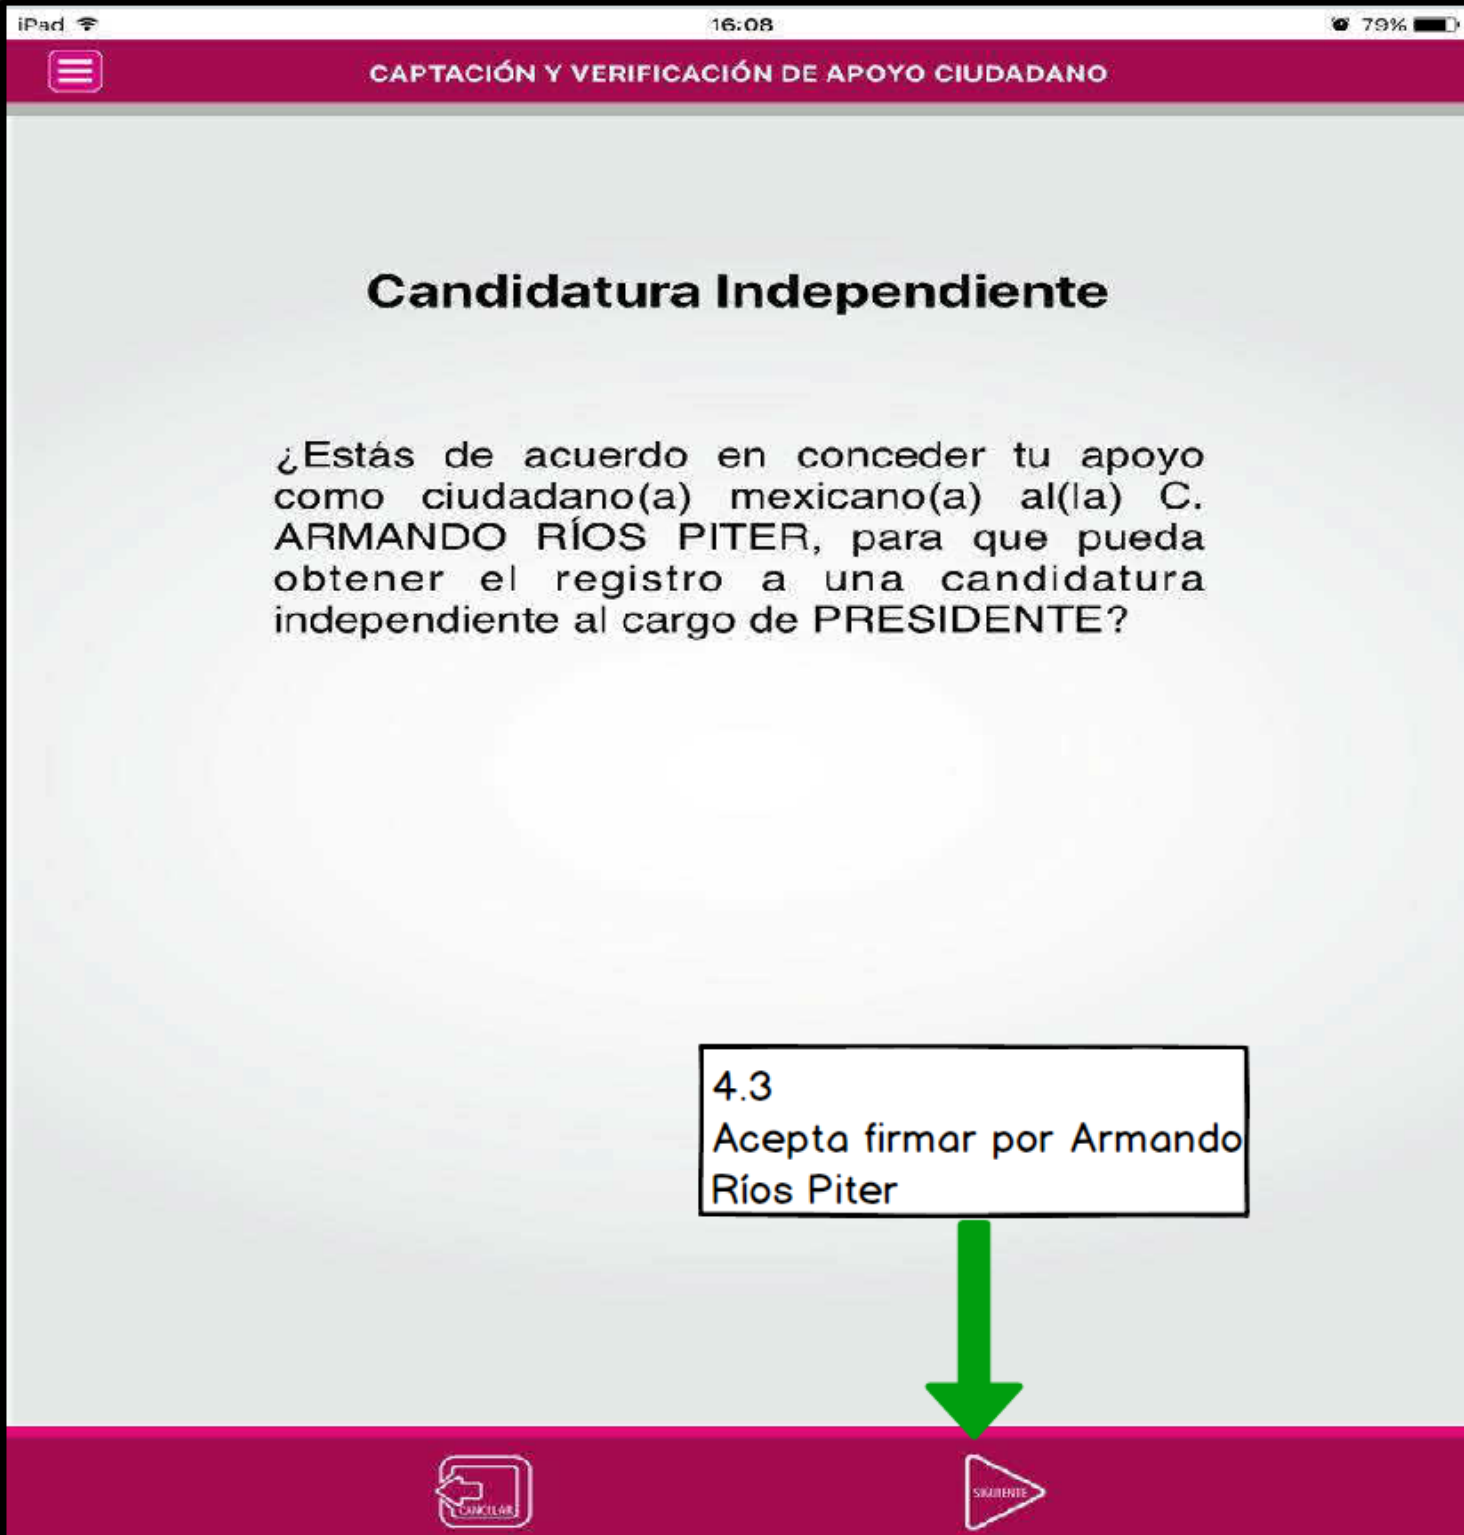 iPad 16:08 79%
CAPTACIÓN Y VERIFICACIÓN DE APOYO CIUDADANO
Candidatura Independiente
¿Estás de acuerdo en conceder tu apoyo
como ciudadano(a) mexicano(a) al(la) C.
ARMANDO RÍOS PITER, para que pueda
obtener el registro a una candidatura
independiente al cargo de PRESIDENTE?
4.3
Acepta firmar por Armando
Ríos Piter
CANCELAR SIGUIENTE